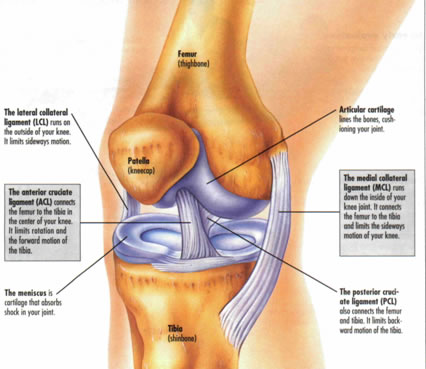 Femur
(thighbone)
The lateral collateral
ligament (LCL) runs on
the outside of your knee.
It limits sideways motion.
Articular cartilage
lines the bones, cush-
ioning your joint.
Patella
(kneecap)
The anterior cruciate
ligament (ACL) connects
the femur to the tibia in
the center of your knee.
It limits rotation and
the forward motion of
the tibia.
The medial collateral
ligament (MCL) runs
down the inside of your
knee joint. It connects
the femur to the tibia
and limits the sideways
motion of your knee.
The meniscus is
cartilage that absorbs
shock in your joint.
The posterior cruci-
ate ligament (PCL)
also connects the femur
and tibia. It limits back-
ward motion of the tibia.
Tibia
(shinbone)